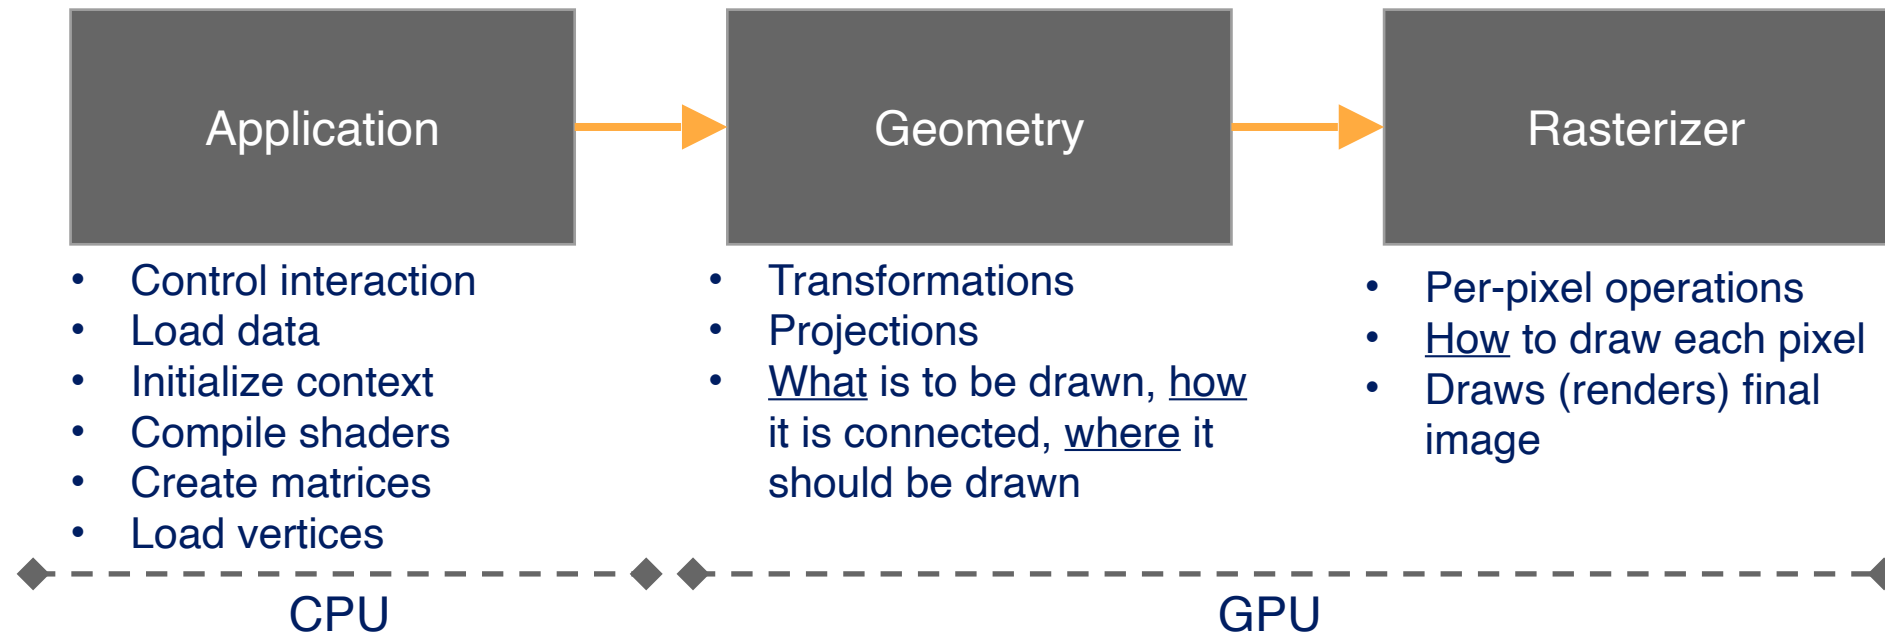 Application
Geometry
Rasterizer
• Control interaction
• Load data
• Initialize context
• Compile shaders
• Create matrices
• Load vertices
• Transformations
• Projections
• What is to be drawn, how
it is connected, where it
should be drawn
• Per-pixel operations
• How to draw each pixel
• Draws (renders) final
image
CPU
GPU